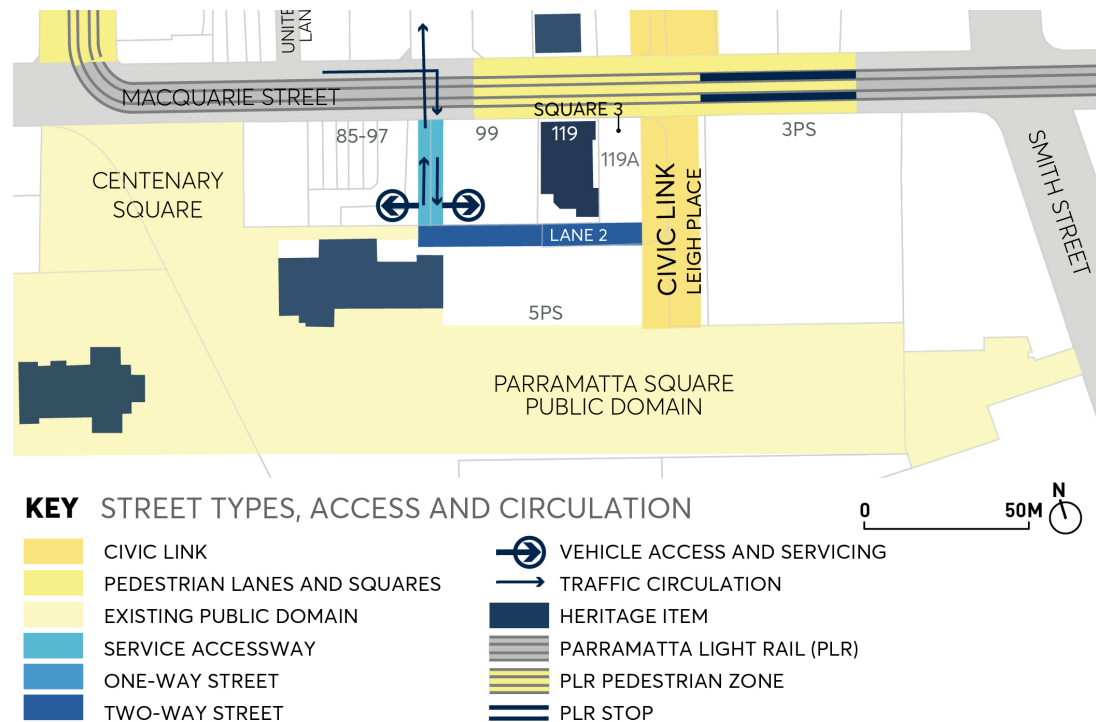 UNITE
LAN
MACQUARIE STREET
SQUARE 3
85-97
99
119
119A
3PS
CENTENARY
SQUARE
CIVIC LINK
LEIGH PLACE
SMITH STREET
LANE 2
5PS
PARRAMATTA SQUARE
PUBLIC DOMAIN
KEY STREET TYPES, ACCESS AND CIRCULATION
0 50M N
CIVIC LINK
PEDESTRIAN LANES AND SQUARES
EXISTING PUBLIC DOMAIN
SERVICE ACCESSWAY
ONE-WAY STREET
TWO-WAY STREET
VEHICLE ACCESS AND SERVICING
TRAFFIC CIRCULATION
HERITAGE ITEM
PARRAMATTA LIGHT RAIL (PLR)
PLR PEDESTRIAN ZONE
PLR STOP